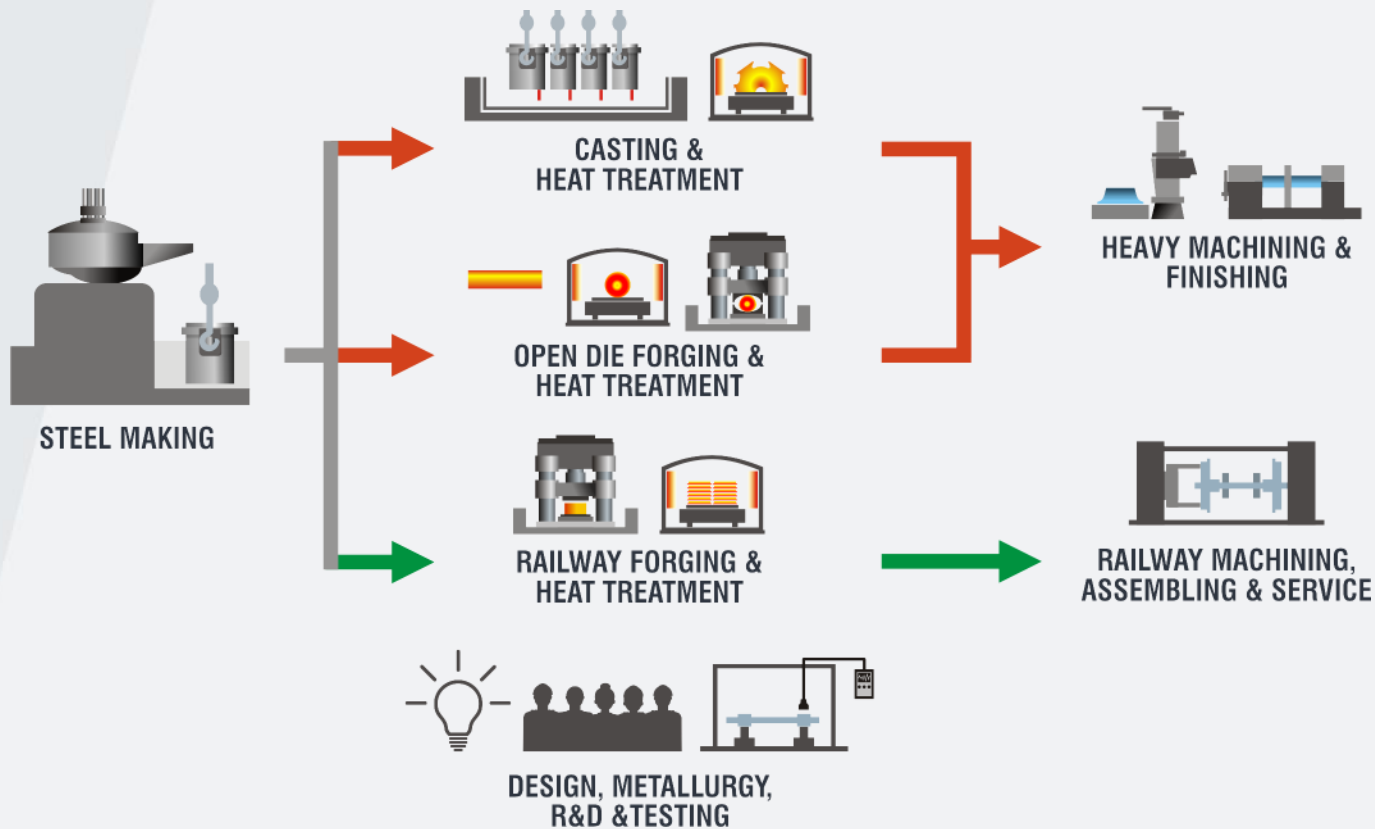 CASTING &
HEAT TREATMENT
HEAVY MACHINING &
FINISHING
OPEN DIE FORGING &
HEAT TREATMENT
STEEL MAKING
RAILWAY FORGING &
HEAT TREATMENT
RAILWAY MACHINING,
ASSEMBLING & SERVICE
DESIGN, METALLURGY,
R&D &TESTING